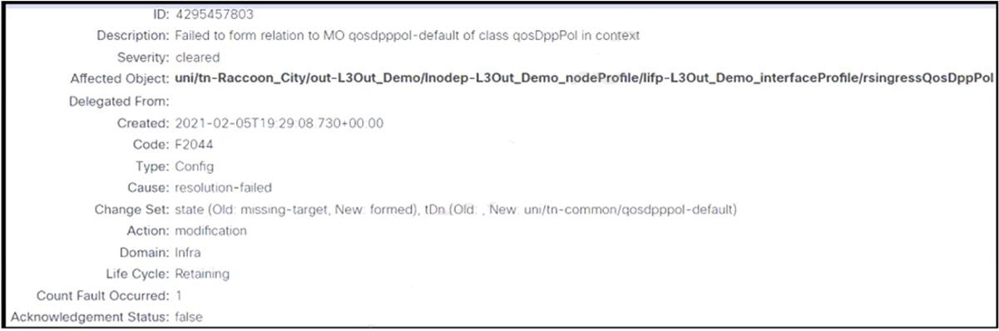 ID: 4295457803
Description: Failed to form relation to MO qosdpppol-default of class qosDppPol in context
Severity: cleared
Affected Object: uni/tn-Raccoon_City/out-L3Out_Demo/lnodep-L3Out_Demo_nodeProfile/lifp-L3Out_Demo_interfaceProfile/rsingressQosDppPol
Delegated From:
Created: 2021-02-05T19:29:08.730+00:00
Code: F2044
Type: Config
Cause: resolution-failed
Change Set: state (Old: missing-target, New: formed), tDn (Old: , New: uni/tn-common/qosdpppol-default)
Action: modification
Domain: Infra
Life Cycle: Retaining
Count Fault Occurred: 1
Acknowledgement Status: false